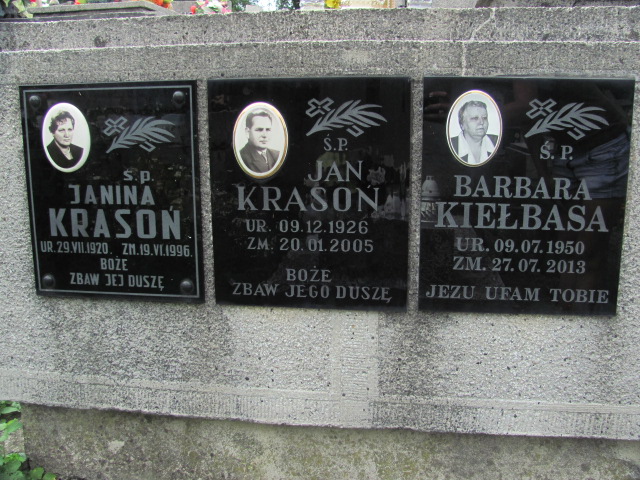 Ś.P.
JANINA
KRASOŃ
UR. 29.VII.1920. ZM. 19.VI.1996.
BOŻE
ZBAW JEJ DUSZĘ
Ś.P.
JAN
KRASOŃ
UR. 09.12.1926
ZM. 20.01.2005
BOŻE
ZBAW JEGO DUSZĘ
Ś.P.
BARBARA
KIEŁBASA
UR. 09.07.1950
ZM. 27.07.2013
JEZU UFAM TOBIE